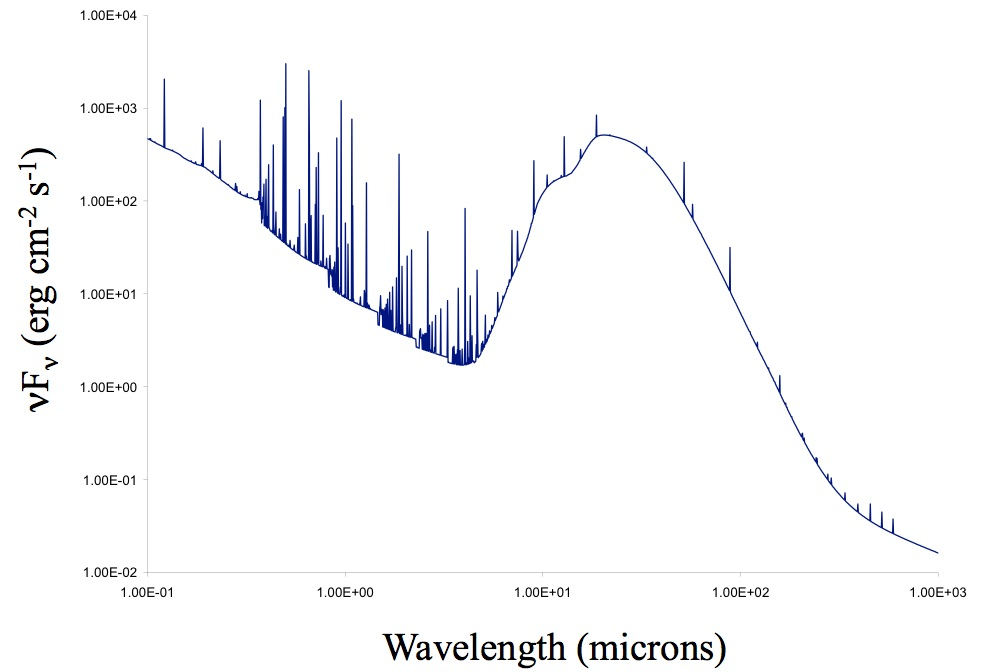 1.00E+04
1.00E+03
1.00E+02
1.00E+01
1.00E+00
1.00E-01
1.00E-02
νFν (erg cm-2 s-1)
1.00E-01 1.00E+00 1.00E+01 1.00E+02 1.00E+03
Wavelength (microns)